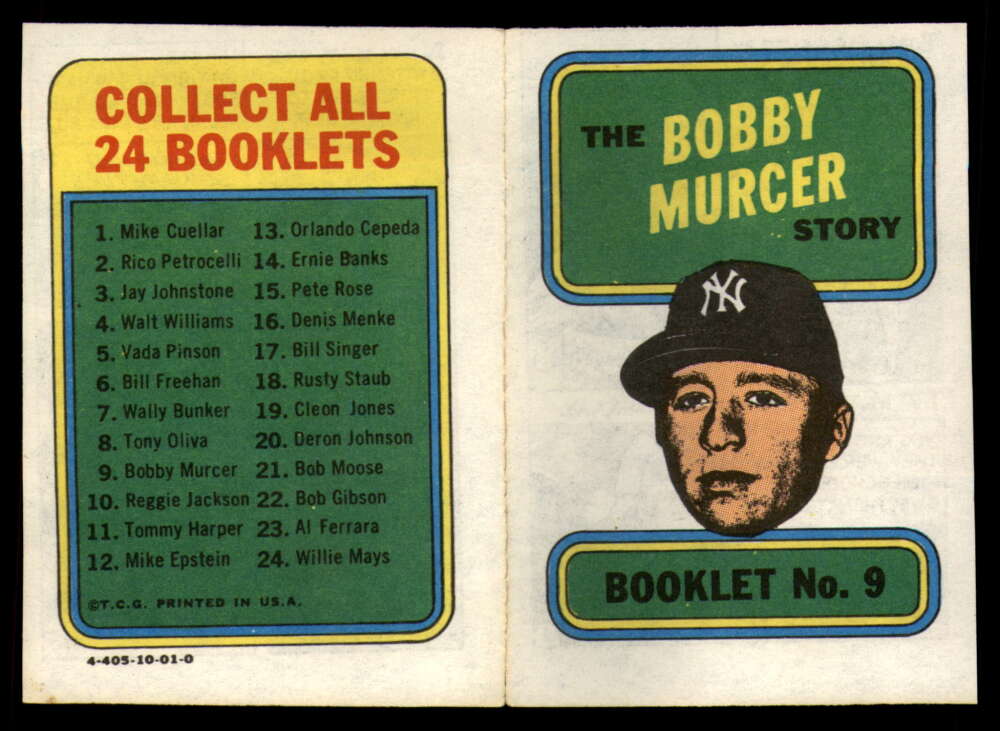 COLLECT ALL
24 BOOKLETS
1. Mike Cuellar
2. Rico Petrocelli
3. Jay Johnstone
4. Walt Williams
5. Vada Pinson
6. Bill Freehan
7. Wally Bunker
8. Tony Oliva
9. Bobby Murcer
10. Reggie Jackson
11. Tommy Harper
12. Mike Epstein
13. Orlando Cepeda
14. Ernie Banks
15. Pete Rose
16. Denis Menke
17. Bill Singer
18. Rusty Staub
19. Cleon Jones
20. Deron Johnson
21. Bob Moose
22. Bob Gibson
23. Al Ferrara
24. Willie Mays
©T.C.G. PRINTED IN U.S.A.
4-405-10-01-0
THE BOBBY
MURCER
STORY
NY
BOOKLET No. 9